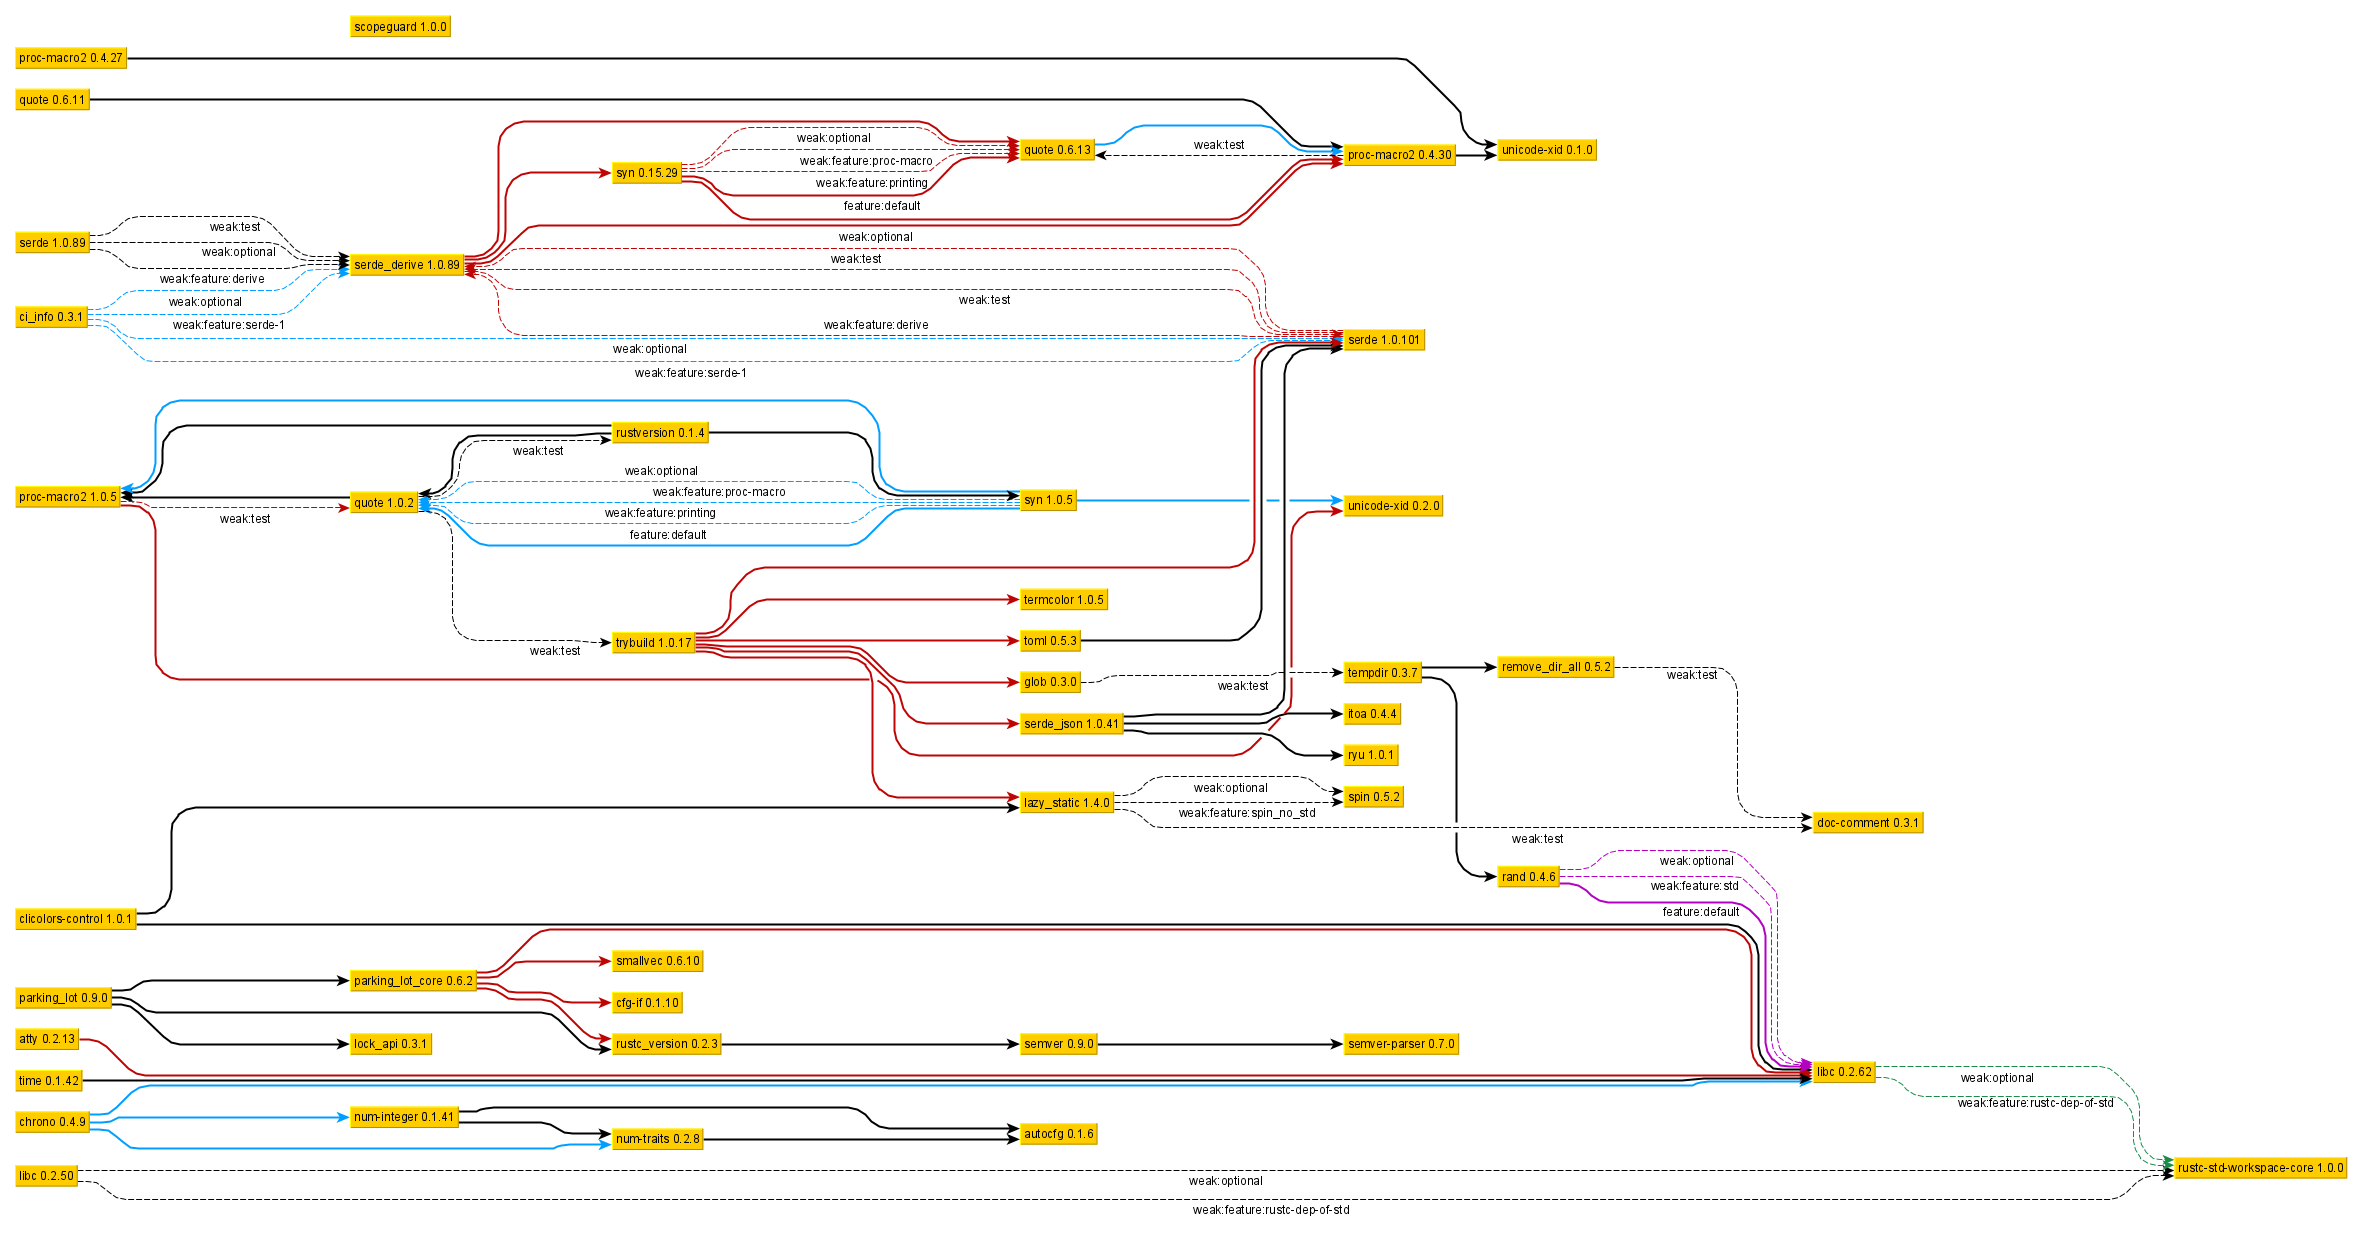 scopeguard 1.0.0
proc-macro2 0.4.27
quote 0.6.11
weak:optional
weak:test
quote 0.6.13
proc-macro2 0.4.30
unicode-xid 0.1.0
weak:feature:proc-macro
syn 0.15.29
weak:feature:printing
feature:default
weak:test
serde 1.0.89
weak:optional
weak:optional
weak:test
serde_derive 1.0.89
weak:feature:derive
weak:optional
weak:test
ci_info 0.3.1
weak:feature:serde-1
weak:feature:derive
serde 1.0.101
weak:optional
weak:feature:serde-1
rustversion 0.1.4
weak:test
weak:optional
proc-macro2 1.0.5
quote 1.0.2
weak:feature:proc-macro
syn 1.0.5
unicode-xid 0.2.0
weak:test
weak:feature:printing
feature:default
termcolor 1.0.5
trybuild 1.0.17
toml 0.5.3
weak:test
glob 0.3.0
weak:test
tempdir 0.3.7
remove_dir_all 0.5.2
weak:test
serde_json 1.0.41
itoa 0.4.4
ryu 1.0.1
weak:optional
lazy_static 1.4.0
spin 0.5.2
weak:feature:spin_no_std
doc-comment 0.3.1
weak:test
weak:optional
rand 0.4.6
weak:feature:std
feature:default
clicolors-control 1.0.1
smallvec 0.6.10
parking_lot_core 0.6.2
parking_lot 0.9.0
cfg-if 0.1.10
atty 0.2.13
lock_api 0.3.1
rustc_version 0.2.3
semver 0.9.0
semver-parser 0.7.0
time 0.1.42
libc 0.2.62
weak:optional
weak:feature:rustc-dep-of-std
chrono 0.4.9
num-integer 0.1.41
num-traits 0.2.8
autocfg 0.1.6
libc 0.2.50
rustc-std-workspace-core 1.0.0
weak:optional
weak:feature:rustc-dep-of-std